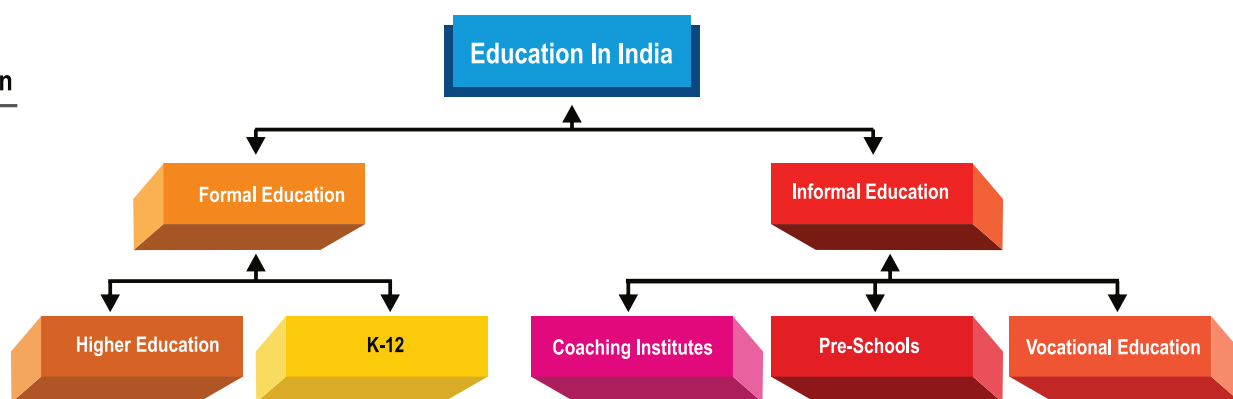 Education In India
n
Formal Education
Informal Education
Higher Education
K-12
Coaching Institutes
Pre-Schools
Vocational Education